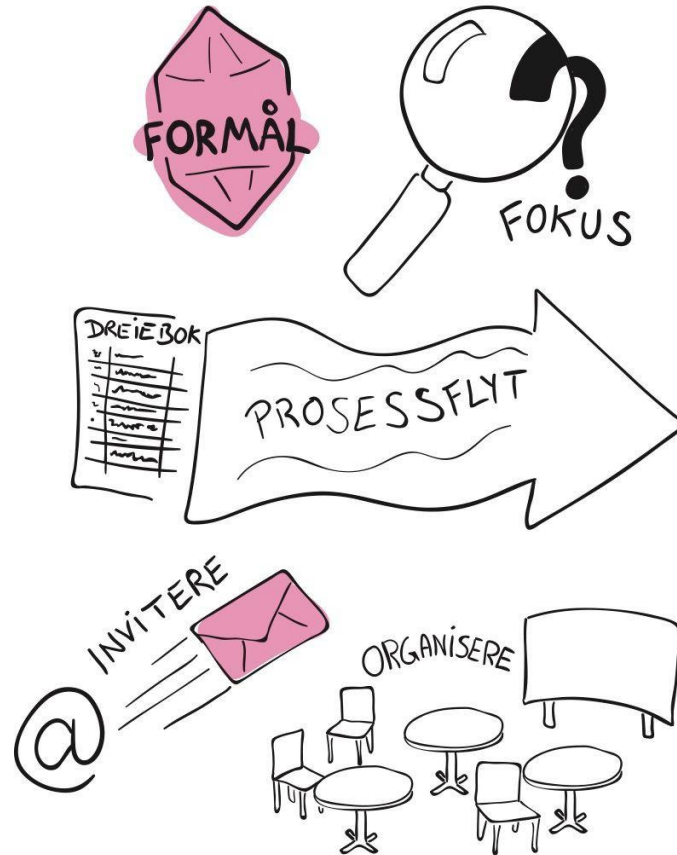 FORMÅL
?
FOKUS
DREIEBOK
PROSESSFLYT
INVITERE
@
ORGANISERE